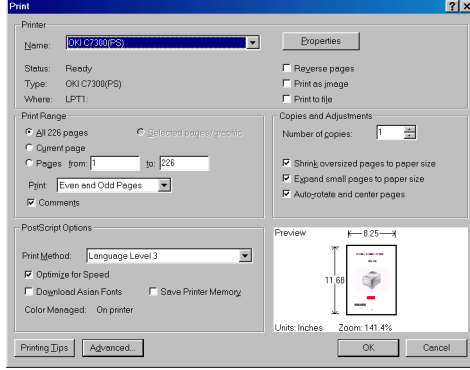 Print
Printer
Name: OKI C7300(PS)
Properties
Status: Ready
Type: OKI C7300(PS)
Where: LPT1:
Reverse pages
Print as image
Print to file
Print Range
All 226 pages
Selected pages/graphic
Current page
Pages from: 1 to: 226
Print: Even and Odd Pages
Comments
Copies and Adjustments
Number of copies: 1
Shrink oversized pages to paper size
Expand small pages to paper size
Auto-rotate and center pages
PostScript Options
Print Method: Language Level 3
Optimize for Speed
Download Asian Fonts
Save Printer Memory
Color Managed: On printer
Preview
8.25
11.68
Units: Inches Zoom: 141.4%
Printing Tips
Advanced...
OK
Cancel